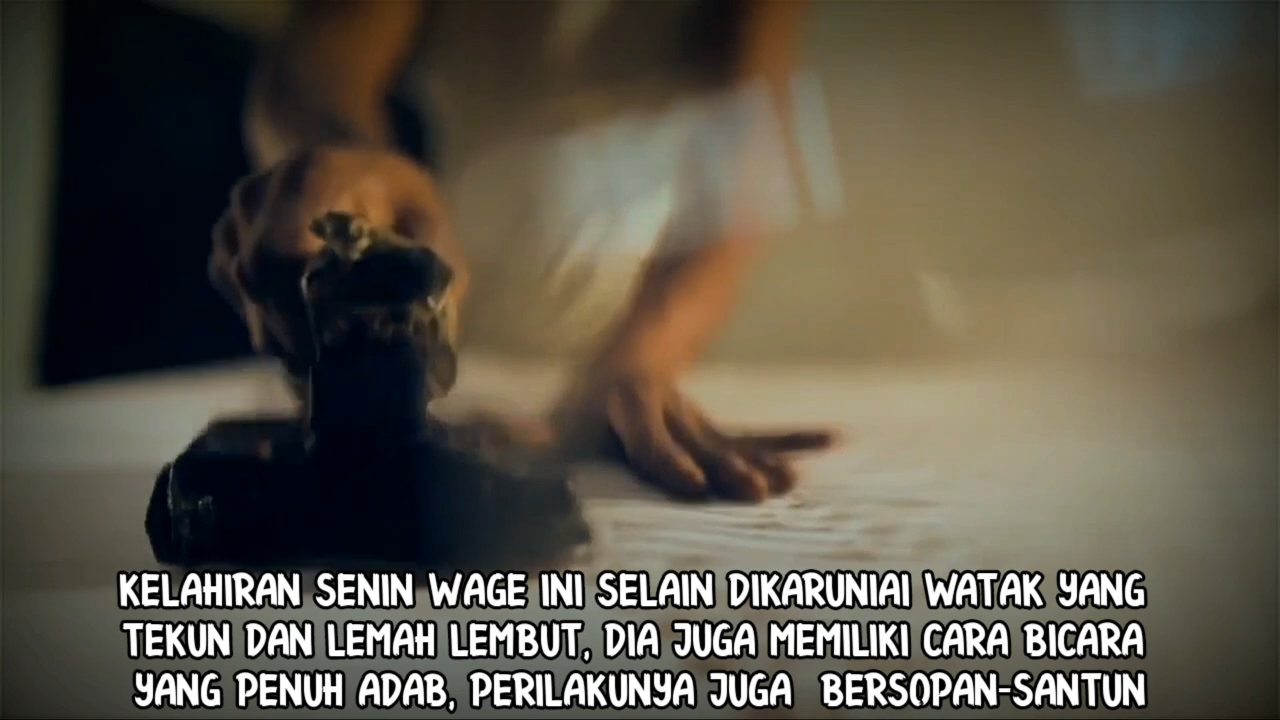 KELAHIRAN SENIN WAGE INI SELAIN DIKARUNIAI WATAK YANG
TEKUN DAN LEMAH LEMBUT, DIA JUGA MEMILIKI CARA BICARA
YANG PENUH ADAB, PERILAKUNYA JUGA BERSOPAN-SANTUN